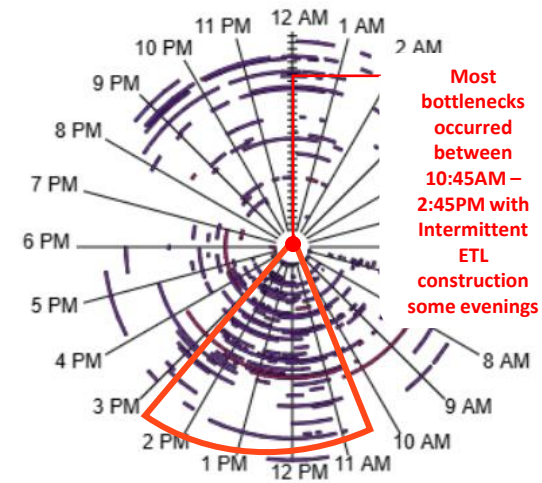 12 AM
1 AM
2 AM
8 AM
9 AM
10 AM
11 AM
12 PM
1 PM
2 PM
3 PM
4 PM
5 PM
6 PM
7 PM
8 PM
9 PM
10 PM
11 PM
Most
bottlenecks
occurred
between
10:45AM –
2:45PM with
Intermittent
ETL
construction
some evenings